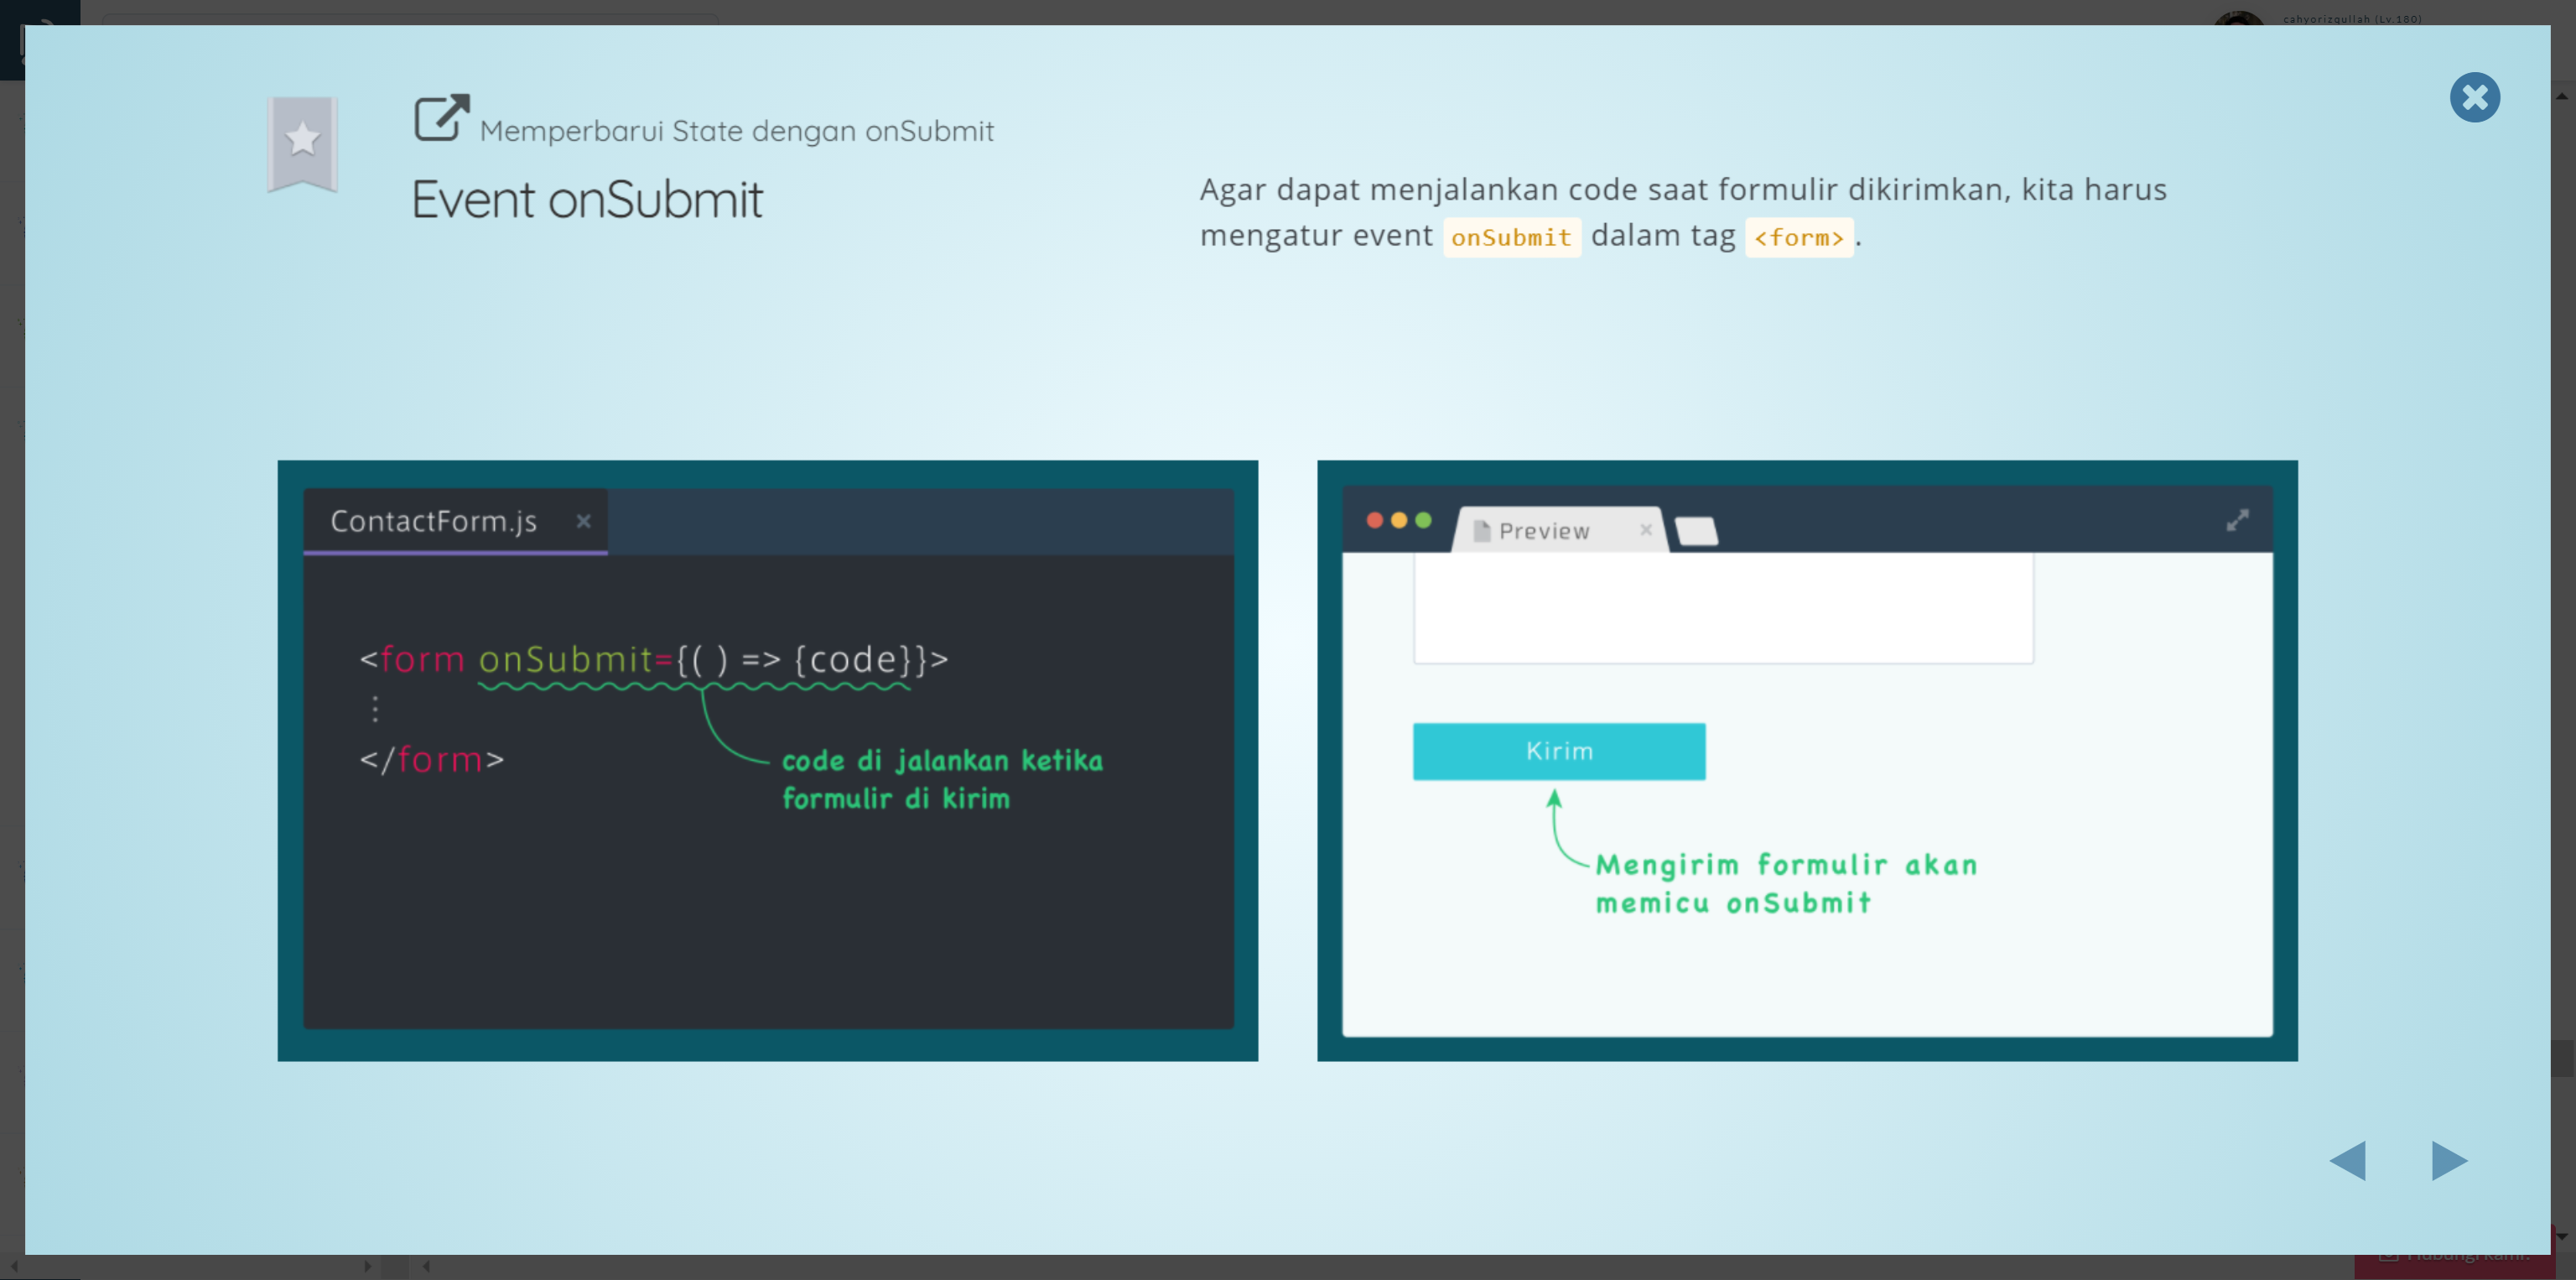 cahyorizqullah (Lv.180)
Memperbarui State dengan onSubmit
Event onSubmit
Agar dapat menjalankan code saat formulir dikirimkan, kita harus
mengatur event onSubmit dalam tag <form>.
ContactForm.js
<form onSubmit={( ) => {code}}>
⋮
</form>
code di jalankan ketika
formulir di kirim
Preview
Kirim
Mengirim formulir akan
memicu onSubmit